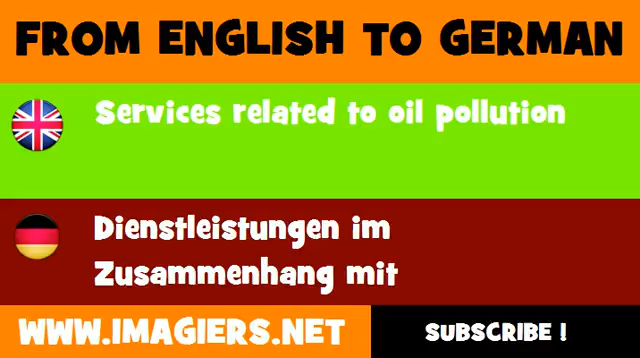 FROM ENGLISH TO GERMAN
Services related to oil pollution
Dienstleistungen im
Zusammenhang mit
WWW.IMAGIERS.NET
SUBSCRIBE !